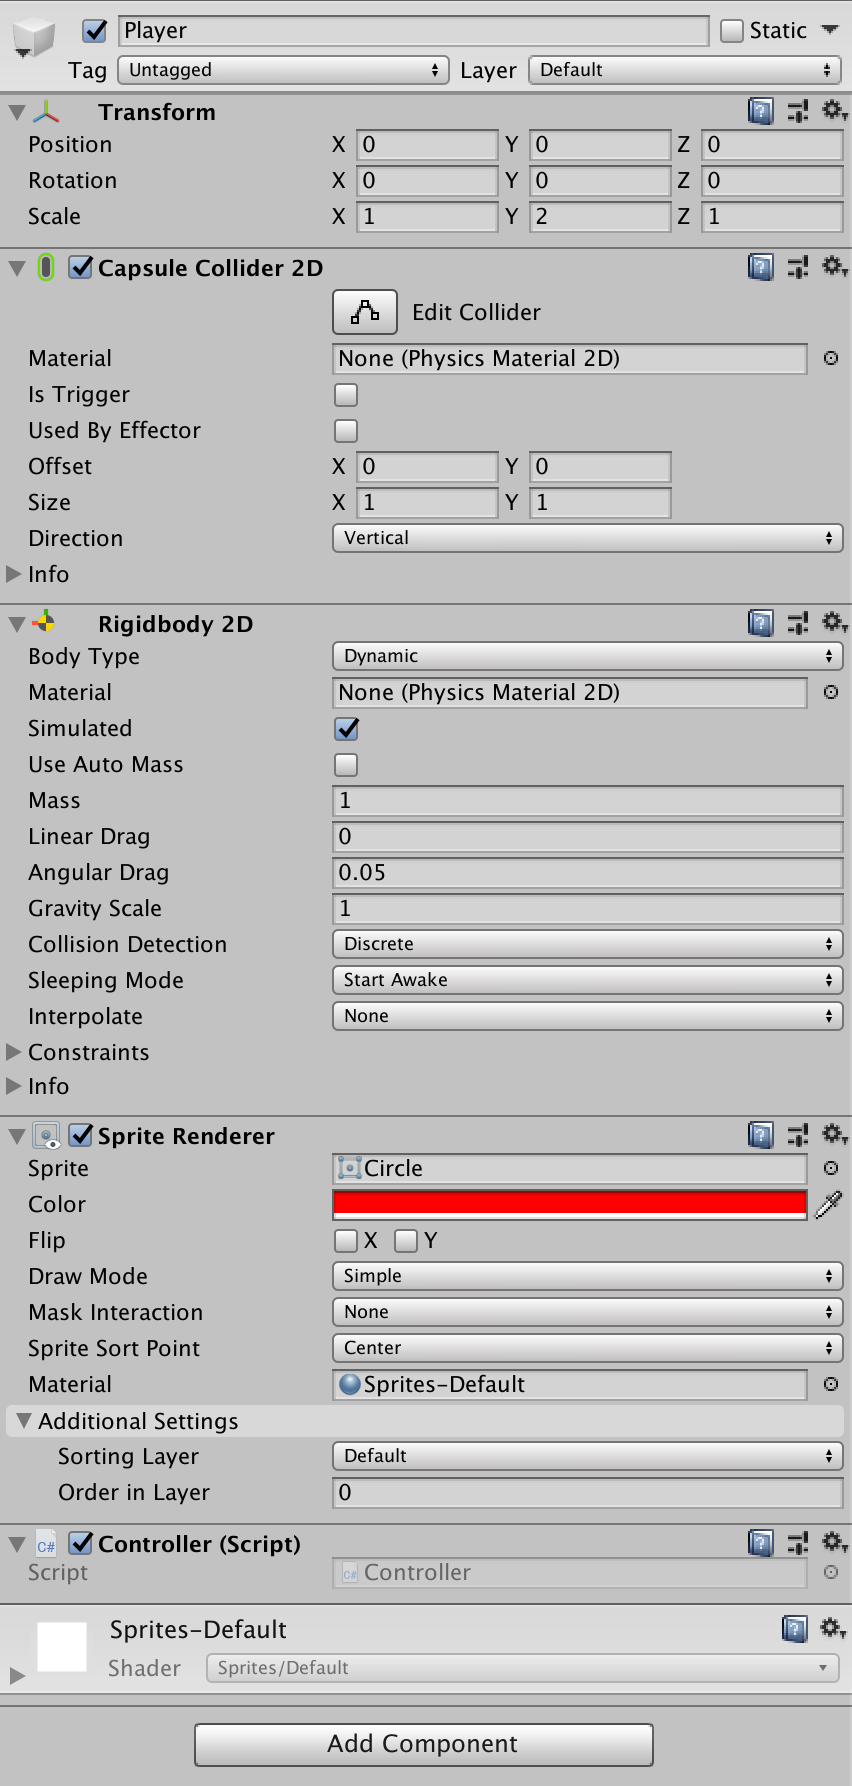 Player Static
Tag Untagged Layer Default
Transform
Position X 0 Y 0 Z 0
Rotation X 0 Y 0 Z 0
Scale X 1 Y 2 Z 1
Capsule Collider 2D
Edit Collider
Material None (Physics Material 2D)
Is Trigger
Used By Effector
Offset X 0 Y 0
Size X 1 Y 1
Direction Vertical
Info
Rigidbody 2D
Body Type Dynamic
Material None (Physics Material 2D)
Simulated
Use Auto Mass
Mass 1
Linear Drag 0
Angular Drag 0.05
Gravity Scale 1
Collision Detection Discrete
Sleeping Mode Start Awake
Interpolate None
Constraints
Info
Sprite Renderer
Sprite Circle
Color
Flip X Y
Draw Mode Simple
Mask Interaction None
Sprite Sort Point Center
Material Sprites-Default
Additional Settings
Sorting Layer Default
Order in Layer 0
C# Controller (Script)
Script C# Controller
Sprites-Default
Shader Sprites/Default
Add Component